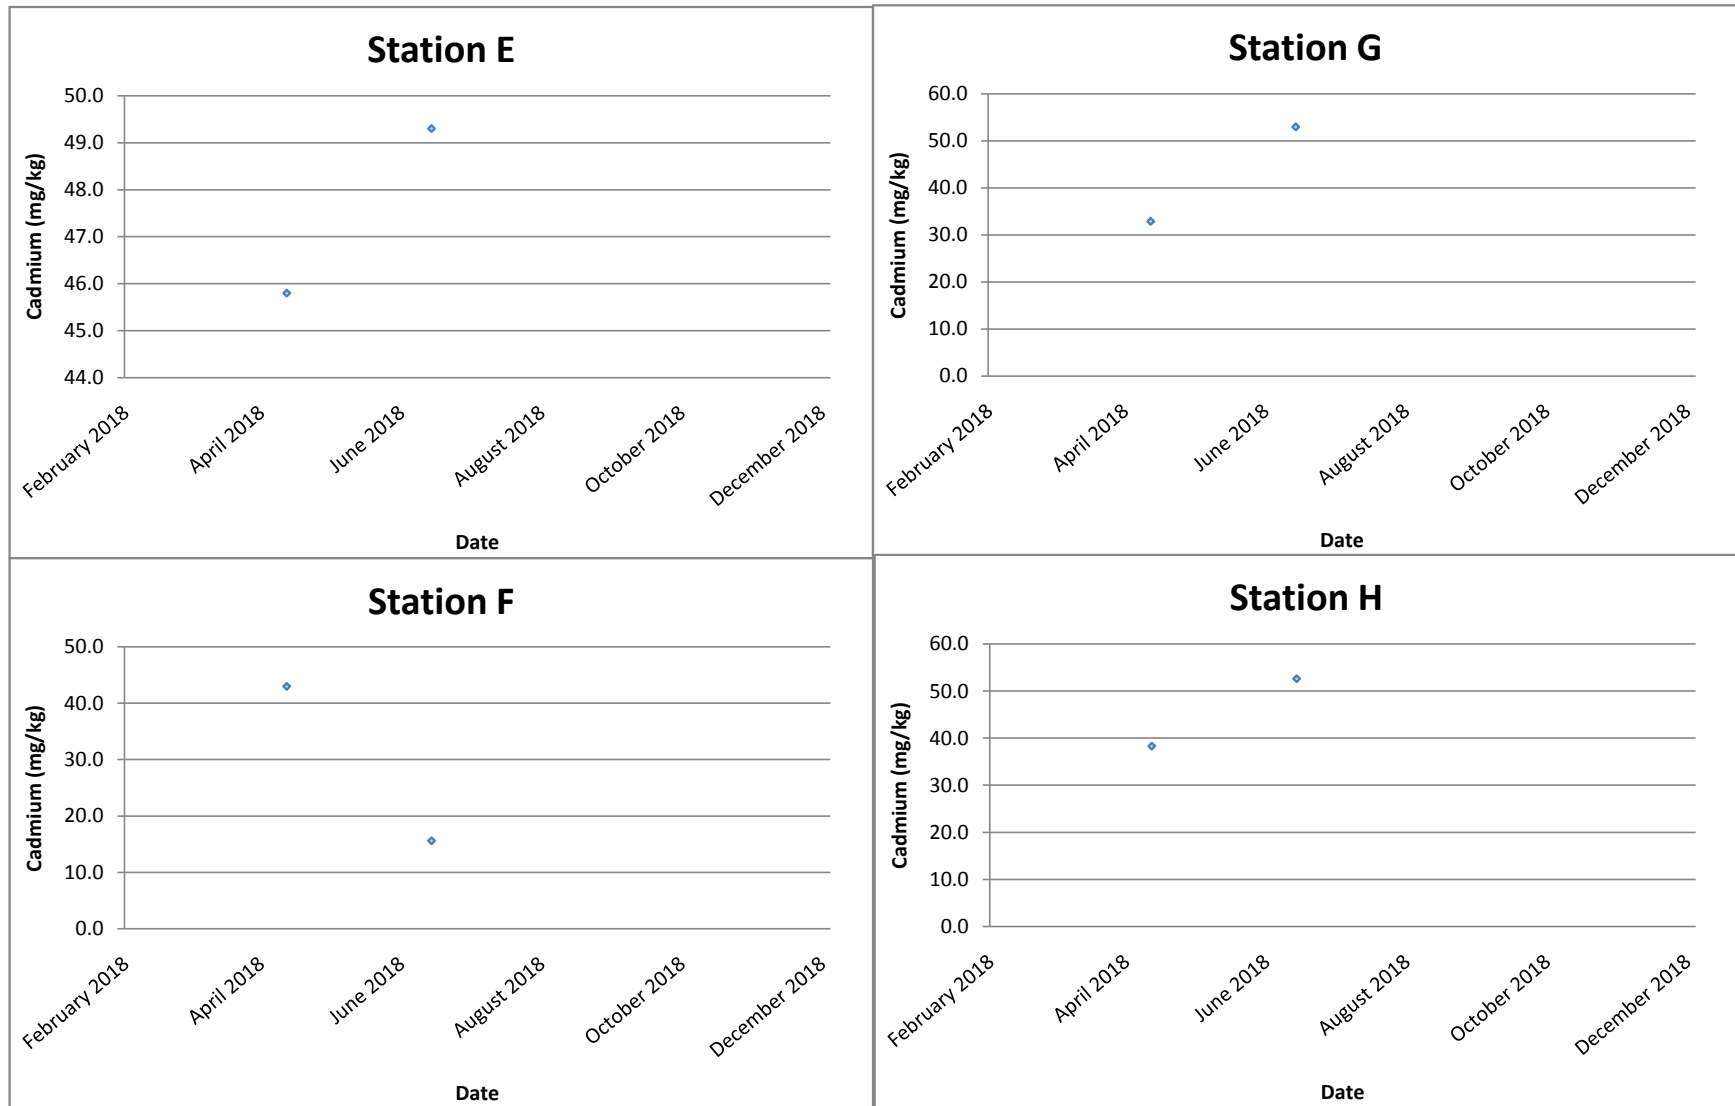 Station E
Cadmium (mg/kg)
50.0
49.0
48.0
47.0
46.0
45.0
44.0
February 2018
April 2018
June 2018
August 2018
October 2018
December 2018
Date
Station G
Cadmium (mg/kg)
60.0
50.0
40.0
30.0
20.0
10.0
0.0
February 2018
April 2018
June 2018
August 2018
October 2018
December 2018
Date
Station F
Cadmium (mg/kg)
50.0
40.0
30.0
20.0
10.0
0.0
February 2018
April 2018
June 2018
August 2018
October 2018
December 2018
Date
Station H
Cadmium (mg/kg)
60.0
50.0
40.0
30.0
20.0
10.0
0.0
February 2018
April 2018
June 2018
August 2018
October 2018
December 2018
Date